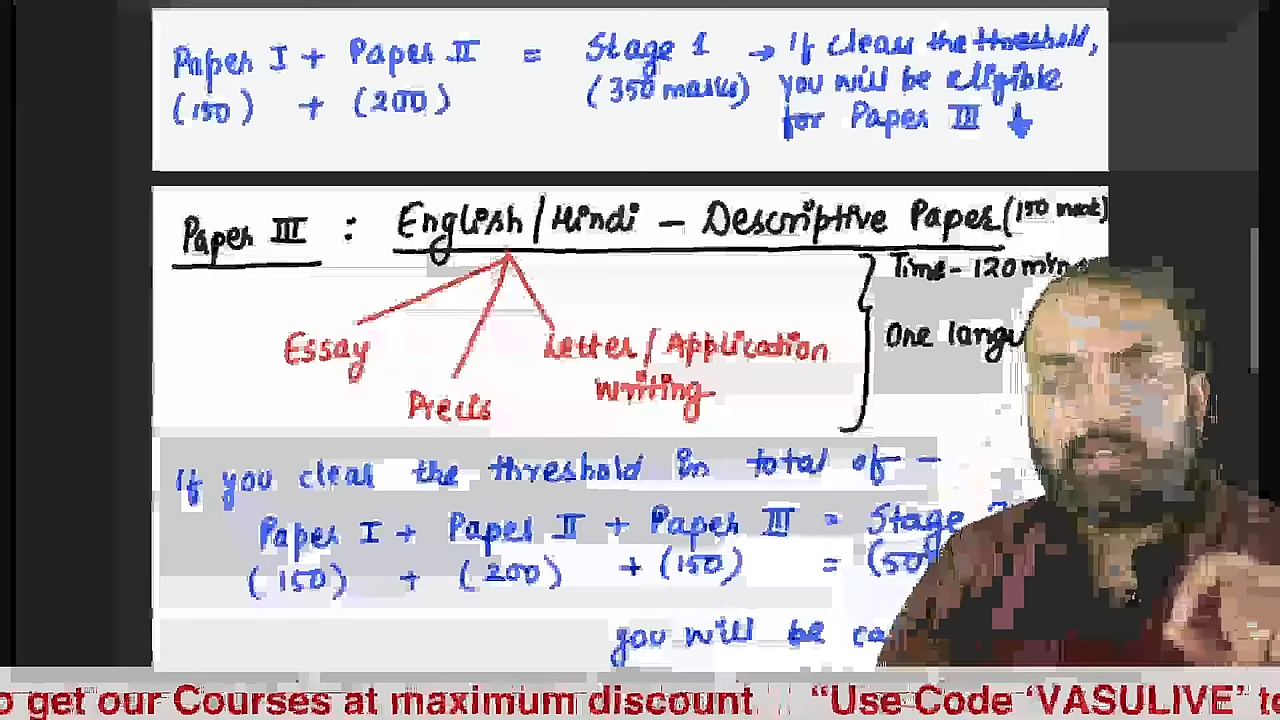 Paper I + Paper II = Stage 1 → If clear the threshold,
(150) + (200) (350 marks) you will be eligible
for Paper III ↓
Paper III : English/Hindi - Descriptive Paper (150 mark)
Time - 120 mins
One
Essay Letter/Application
Writing
Precis
If you clear the threshold in total of -
Paper I + Paper II + Paper III = Stage
(150) + (200) + (150) =
you will be
to get our Courses at maximum discount "Use Code 'VASULIVE'